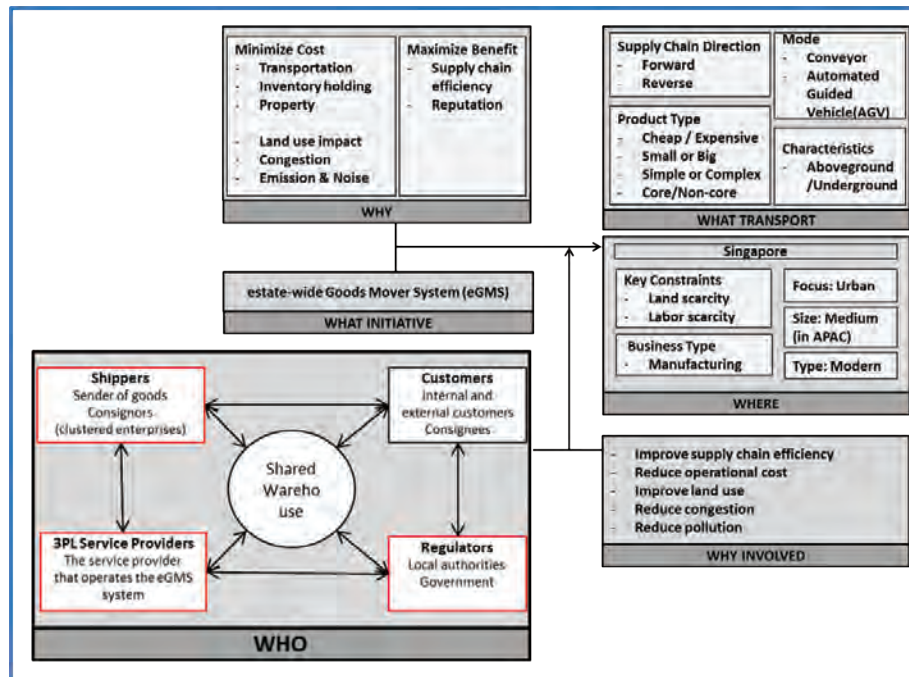 Minimize Cost
- Transportation
- Inventory holding
- Property
- Land use impact
- Congestion
- Emission & Noise
Maximize Benefit
- Supply chain
efficiency
- Reputation
WHY
Supply Chain Direction
- Forward
- Reverse
Mode
- Conveyor
- Automated
Guided
Vehicle(AGV)
Product Type
- Cheap / Expensive
- Small or Big
- Simple or Complex
- Core/Non-core
Characteristics
- Aboveground
/Underground
WHAT TRANSPORT
estate-wide Goods Mover System (eGMS)
WHAT INITIATIVE
Singapore
Key Constraints
- Land scarcity
- Labor scarcity
Business Type
- Manufacturing
Focus: Urban
Size: Medium
(in APAC)
Type: Modern
WHERE
Shippers
Sender of goods
Consignors
(clustered enterprises)
Customers
Internal and
external customers
Consignees
Shared
Wareho
use
3PL Service Providers
The service provider
that operates the eGMS
system
Regulators
Local authorities
Government
WHO
- Improve supply chain efficiency
- Reduce operational cost
- Improve land use
- Reduce congestion
- Reduce pollution
WHY INVOLVED